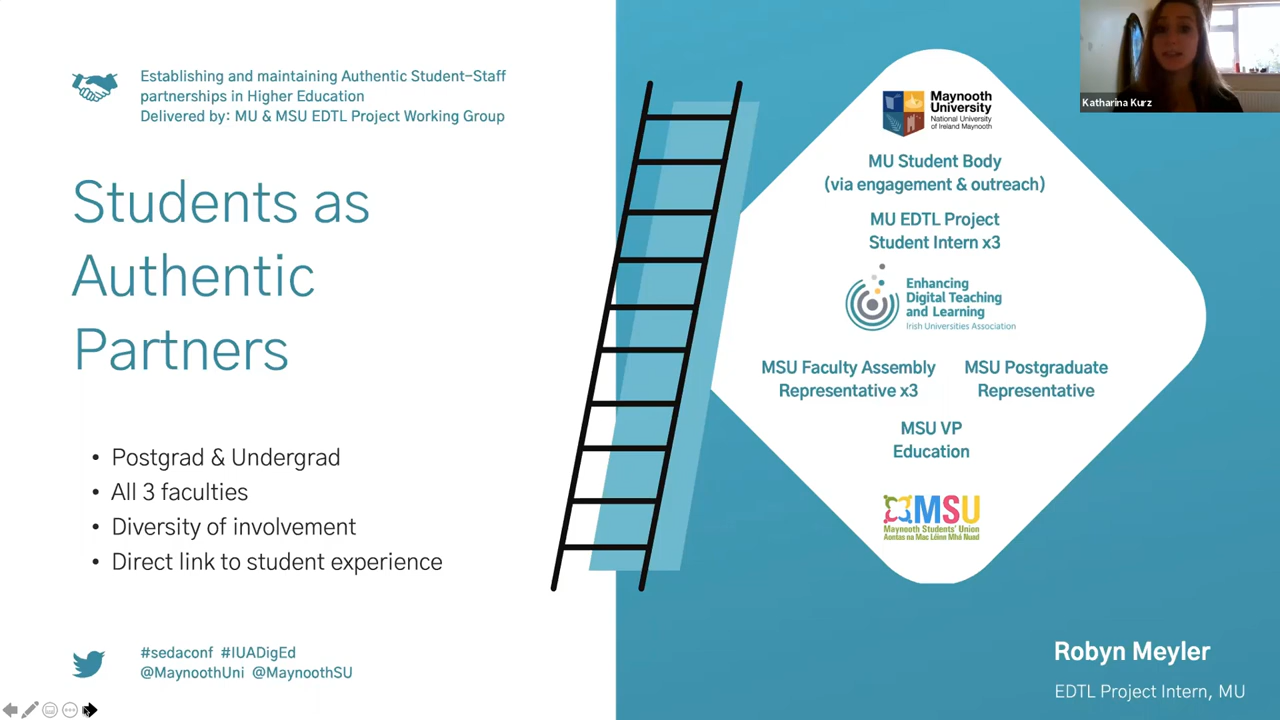 Establishing and maintaining Authentic Student-Staff
partnerships in Higher Education
Delivered by: MU & MSU EDTL Project Working Group
Students as
Authentic
Partners
• Postgrad & Undergrad
• All 3 faculties
• Diversity of involvement
• Direct link to student experience
#sedaconf #IUADigEd
@MaynoothUni @MaynoothSU
Maynooth
University
National University
of Ireland Maynooth
MU Student Body
(via engagement & outreach)
MU EDTL Project
Student Intern x3
Enhancing
Digital Teaching
and Learning
Irish Universities Association
MSU Faculty Assembly
Representative x3
MSU Postgraduate
Representative
MSU VP
Education
MSU
Maynooth Students' Union
Aontas na Mac Léinn Mhá Nuad
Katharina Kurz
Robyn Meyler
EDTL Project Intern, MU